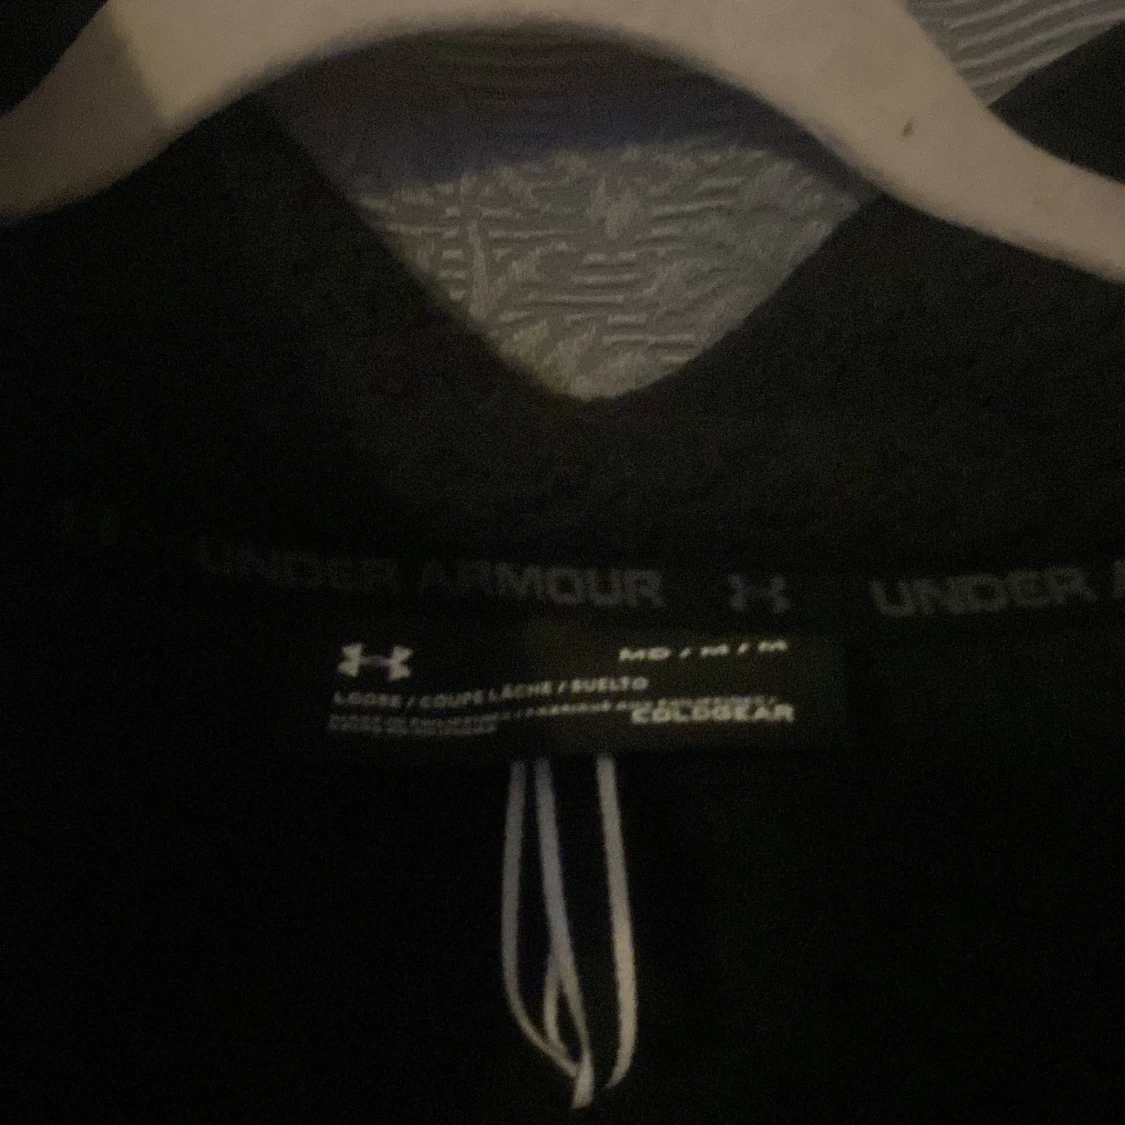 UNDER ARMOUR UNDER
MD / M / M
LOOSE / COUPE LÂCHE / SUELTO
COLDGEAR